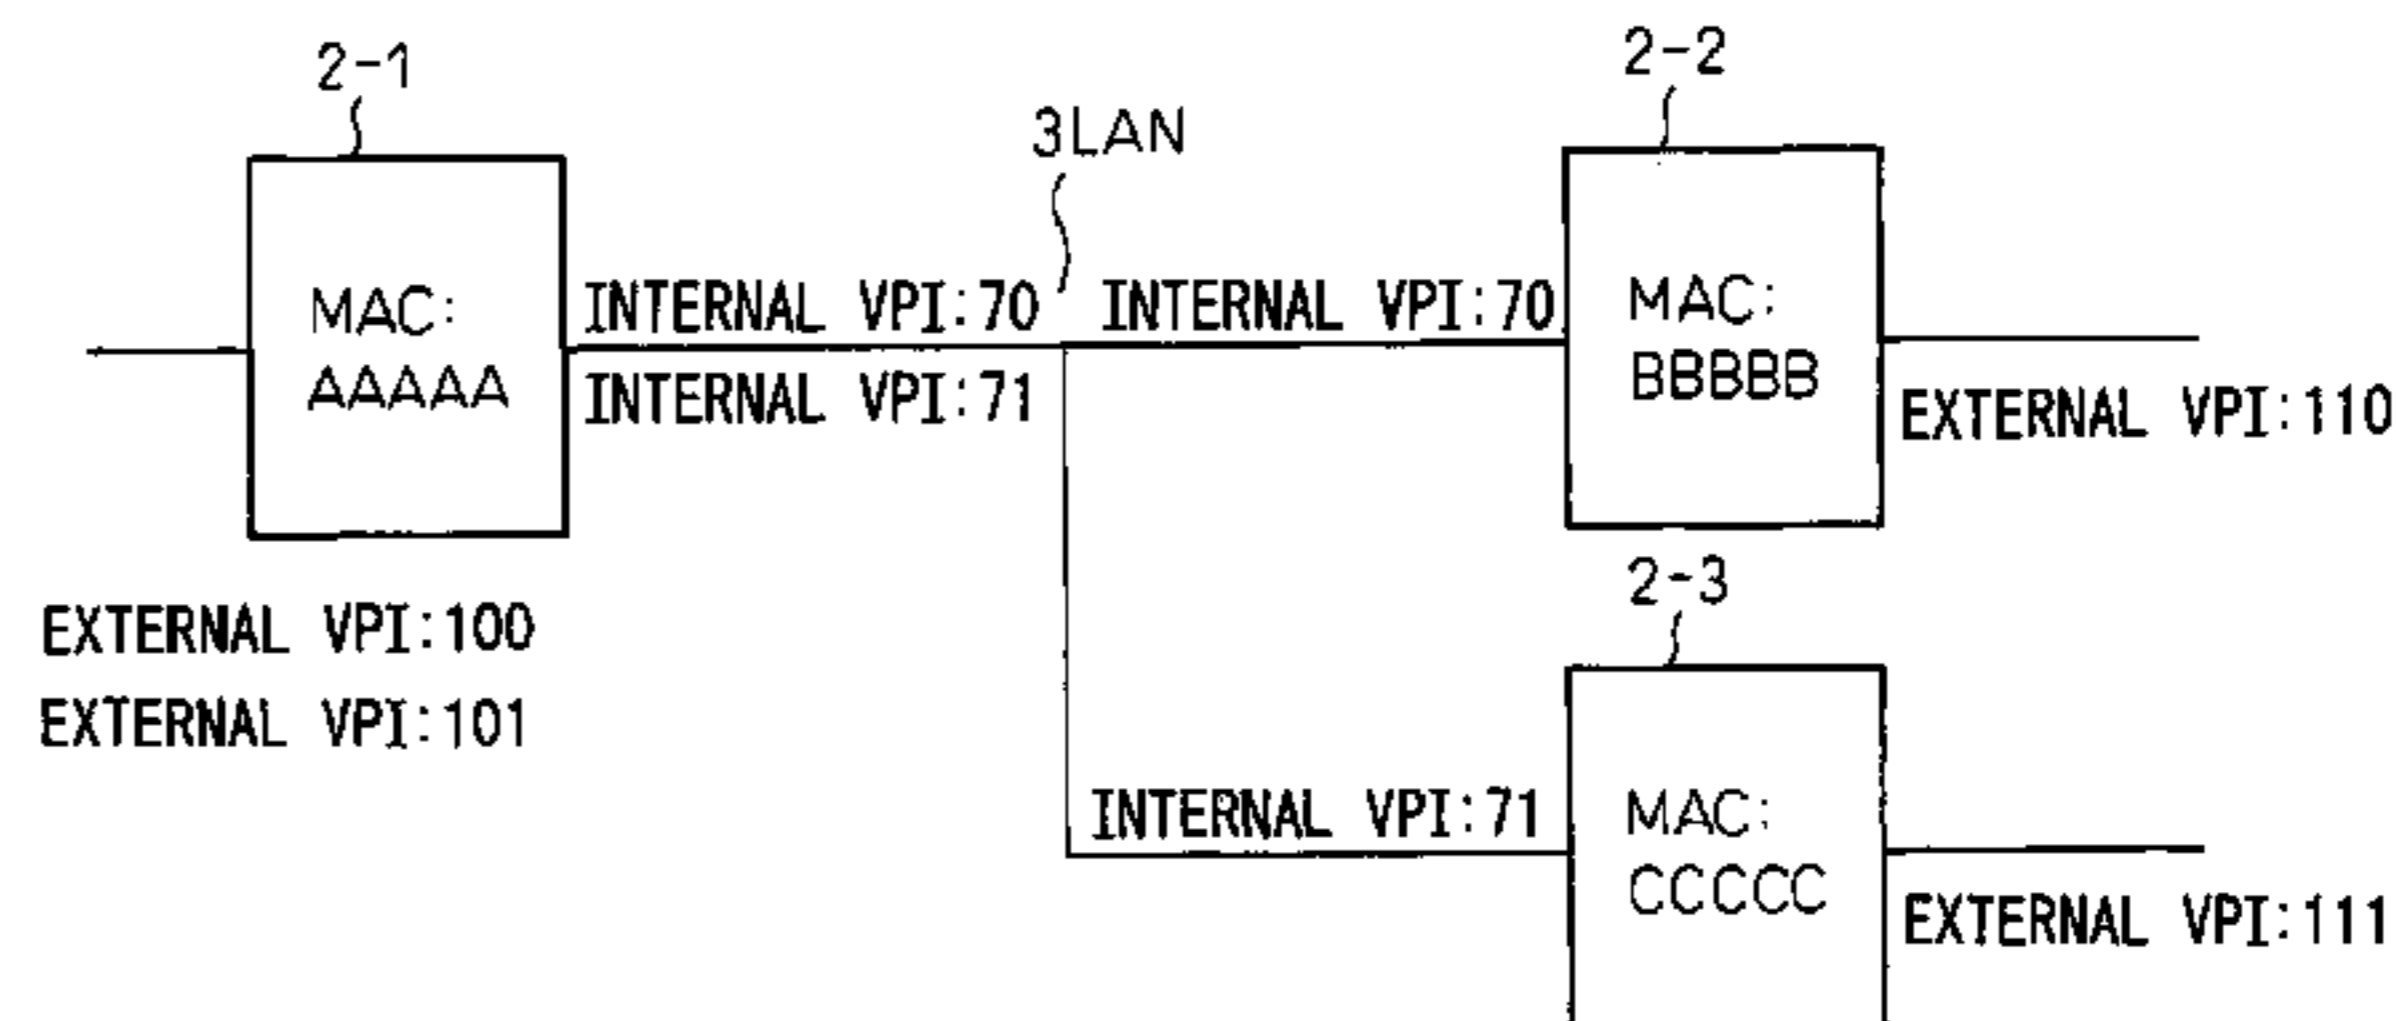 2-1
2-2
3LAN
MAC:
AAAAA
INTERNAL VPI:70
INTERNAL VPI:70
INTERNAL VPI:71
MAC:
BBBBB
EXTERNAL VPI:110
EXTERNAL VPI:100
EXTERNAL VPI:101
2-3
INTERNAL VPI:71
MAC:
CCCCC
EXTERNAL VPI:111